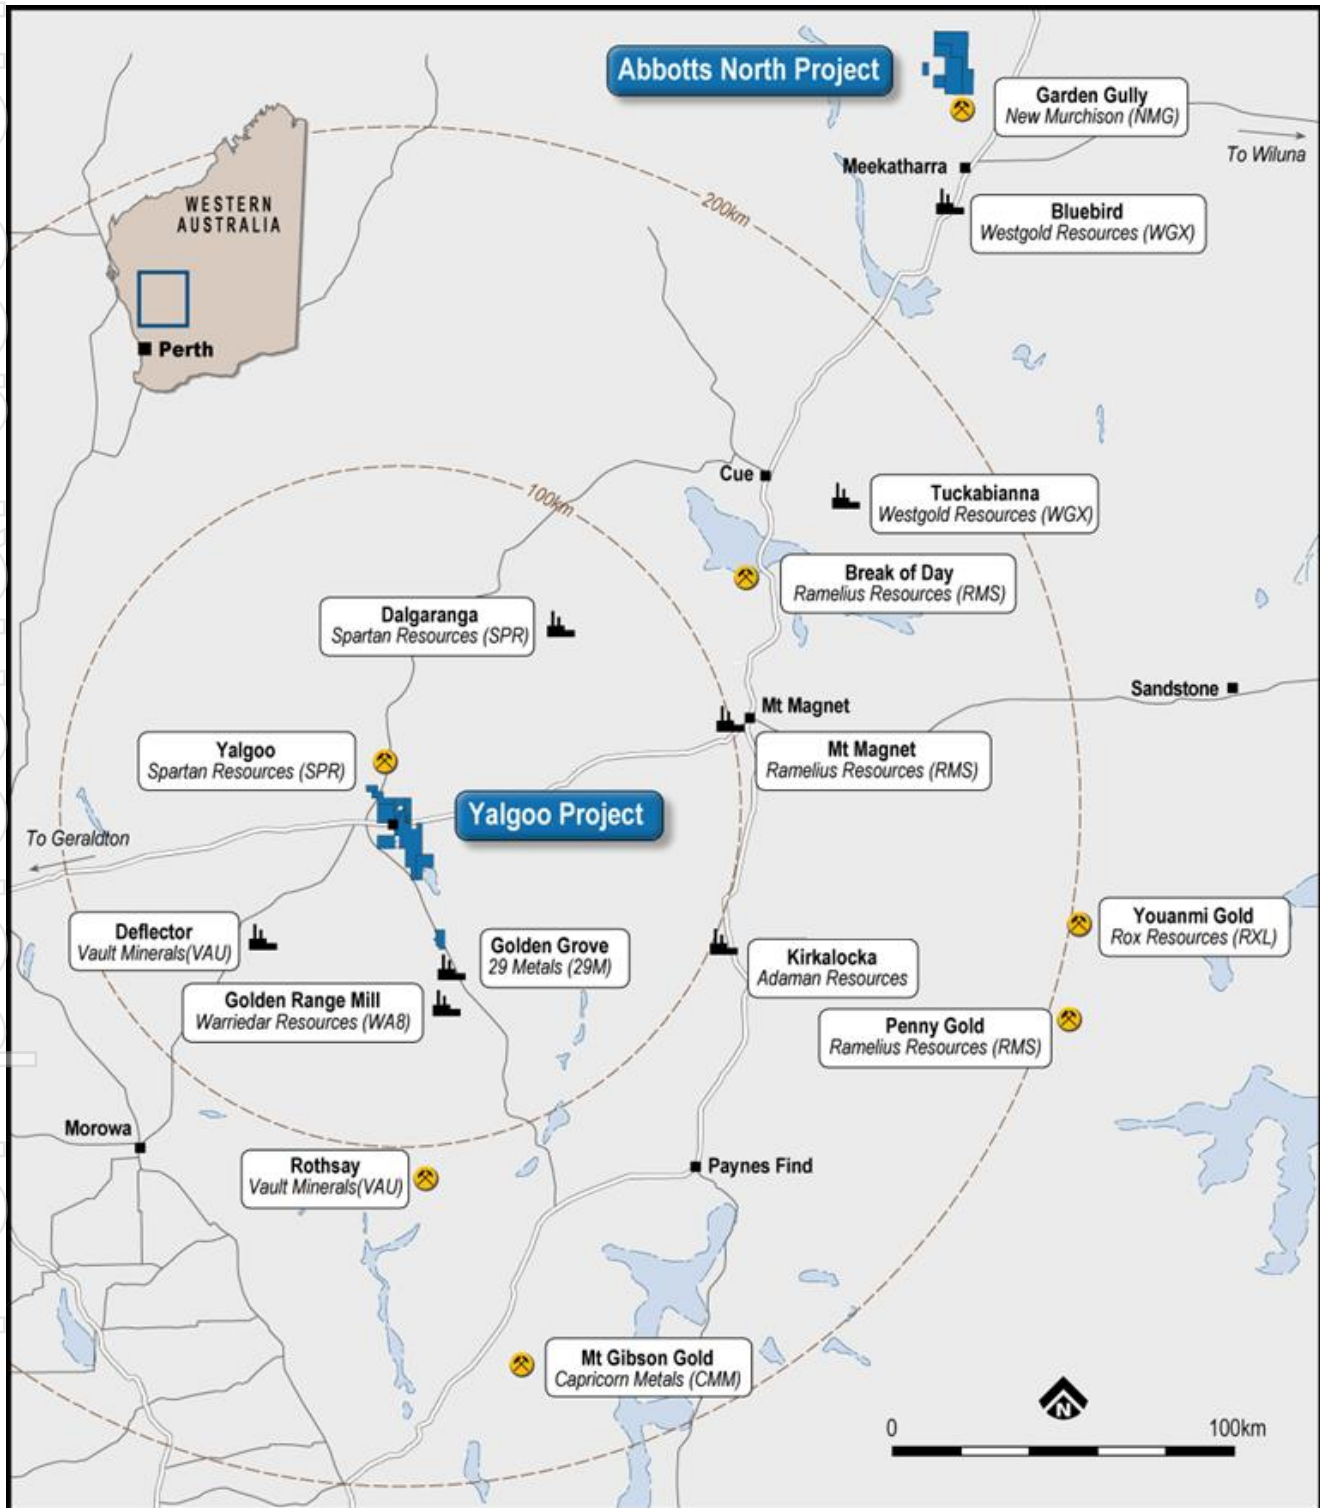 Abbotts North Project
Garden Gully
New Murchison (NMG)
To Wiluna
Meekatharra
Bluebird
Westgold Resources (WGX)
200km
WESTERN
AUSTRALIA
Perth
Cue
100km
Tuckabianna
Westgold Resources (WGX)
Break of Day
Ramelius Resources (RMS)
Dalgaranga
Spartan Resources (SPR)
Sandstone
Mt Magnet
Mt Magnet
Ramelius Resources (RMS)
Yalgoo
Spartan Resources (SPR)
Yalgoo Project
To Geraldton
Deflector
Vault Minerals(VAU)
Golden Grove
29 Metals (29M)
Youanmi Gold
Rox Resources (RXL)
Kirkalocka
Adaman Resources
Golden Range Mill
Warriedar Resources (WA8)
Penny Gold
Ramelius Resources (RMS)
Morowa
Rothsay
Vault Minerals(VAU)
Paynes Find
Mt Gibson Gold
Capricorn Metals (CMM)
N
0 100km